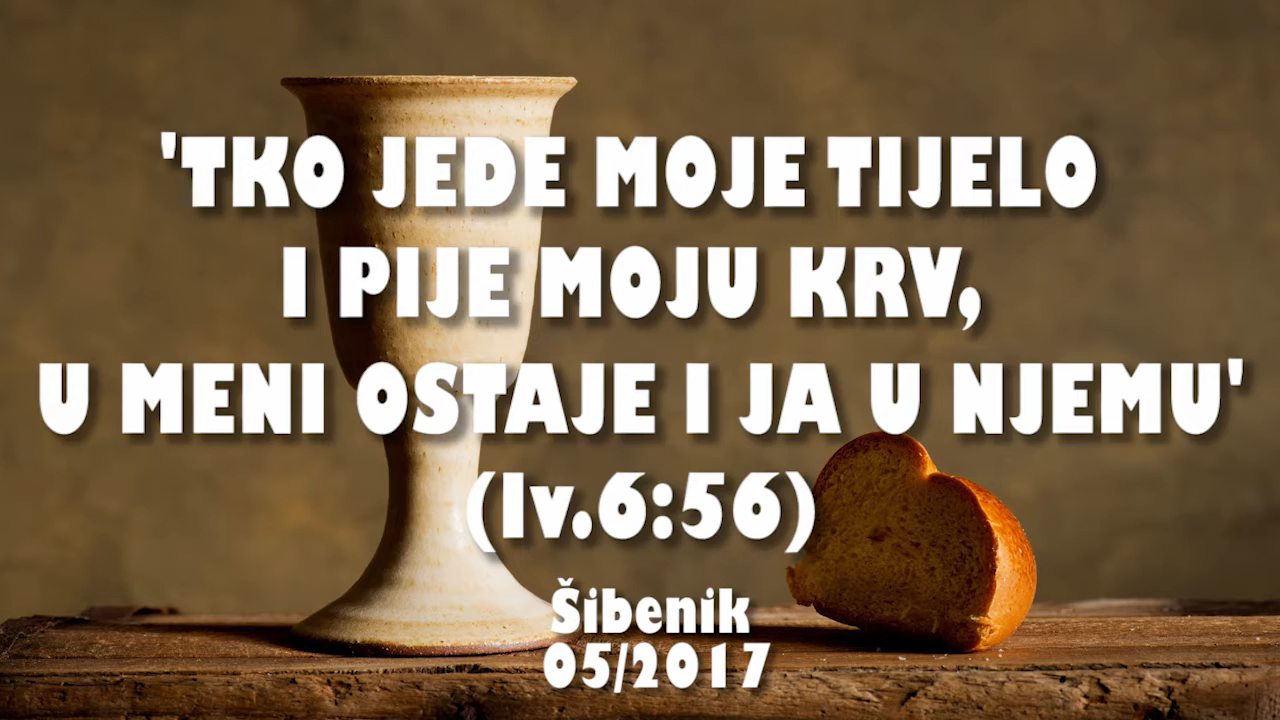 'TKO JEDE MOJE TIJELO
I PIJE MOJU KRV,
U MENI OSTAJE I JA U NJEMU'
(Iv.6:56)
Šibenik
05/2017